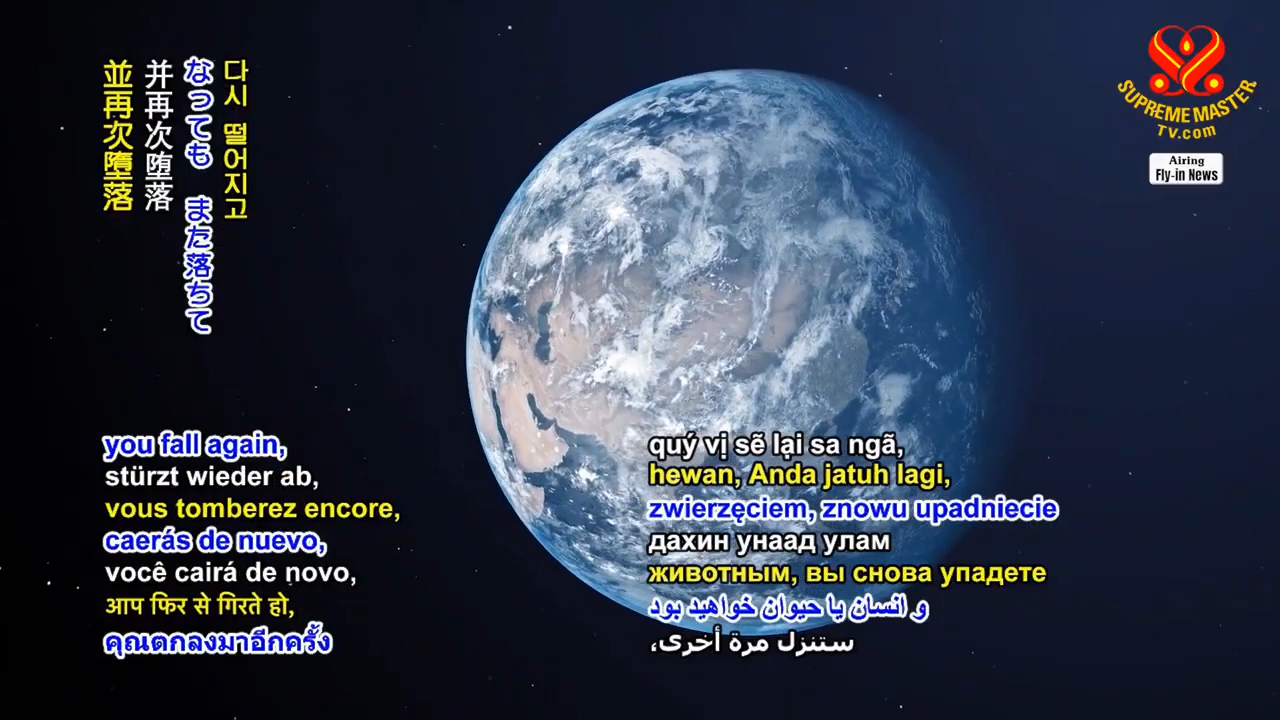 다시 떨어지고
なっても また落ちて
并再次堕落
並再次墮落
SUPREME MASTER
TV.com
Airing
Fly-in News
you fall again,
stürzt wieder ab,
vous tomberez encore,
caerás de nuevo,
você cairá de novo,
आप फिर से गिरते हो,
คุณตกลงมาอีกครั้ง
quý vị sẽ lại sa ngã,
hewan, Anda jatuh lagi,
zwierzęciem, znowu upadniecie
дахин унаад улам
животным, вы снова упадете
و انسان یا حیوان خواهید بود
ستنزل مرة أخرى،